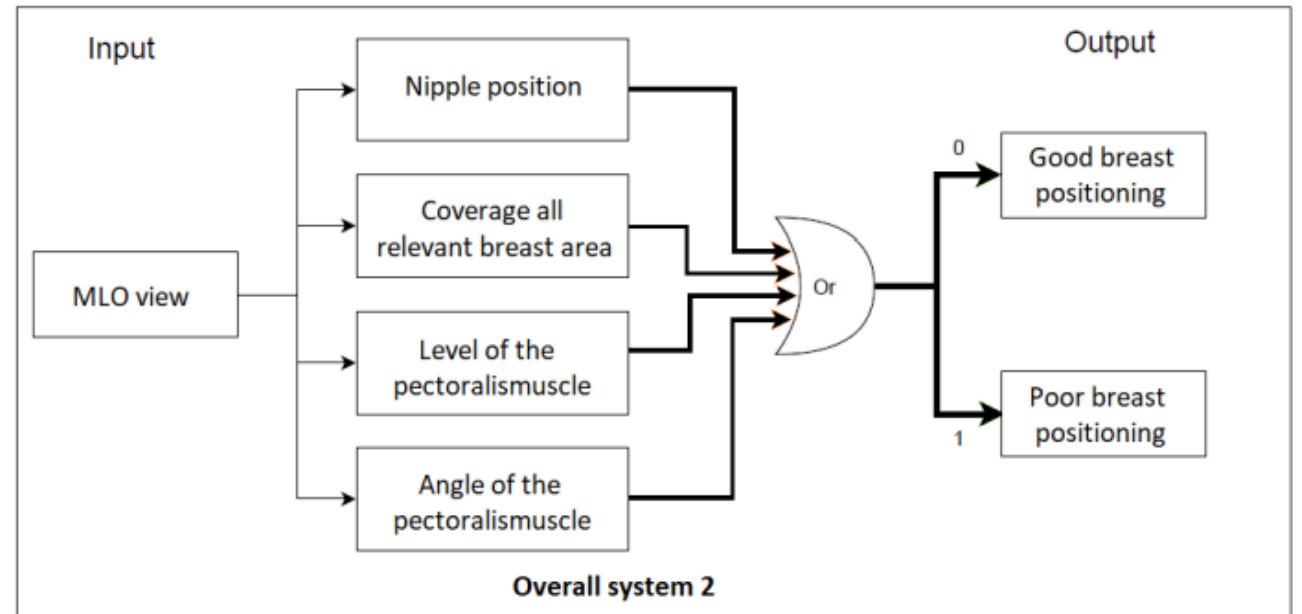 Input
Output
Nipple position
Coverage all
relevant breast area
MLO view
Level of the
pectoralismuscle
Angle of the
pectoralismuscle
Or
0
Good breast
positioning
1
Poor breast
positioning
Overall system 2